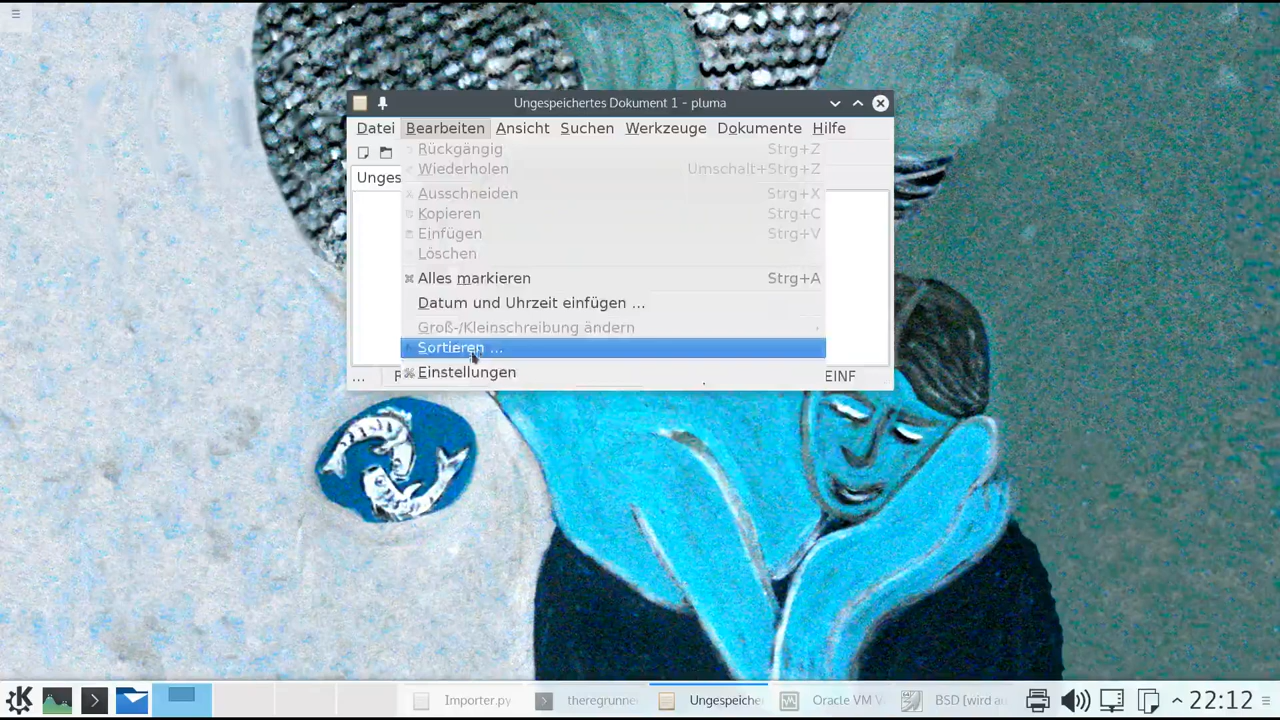 Ungespeichertes Dokument 1 - pluma
Datei Bearbeiten Ansicht Suchen Werkzeuge Dokumente Hilfe
Rückgängig Strg+Z
Wiederholen Umschalt+Strg+Z
Unges
Ausschneiden Strg+X
Kopieren Strg+C
Einfügen Strg+V
Löschen
Alles markieren Strg+A
Datum und Uhrzeit einfügen ...
Groß-/Kleinschreibung ändern
Sortieren ...
Einstellungen
... EINF
Importer.py theregrunne Ungespeicher Oracle VM V BSD [wird au 22:12